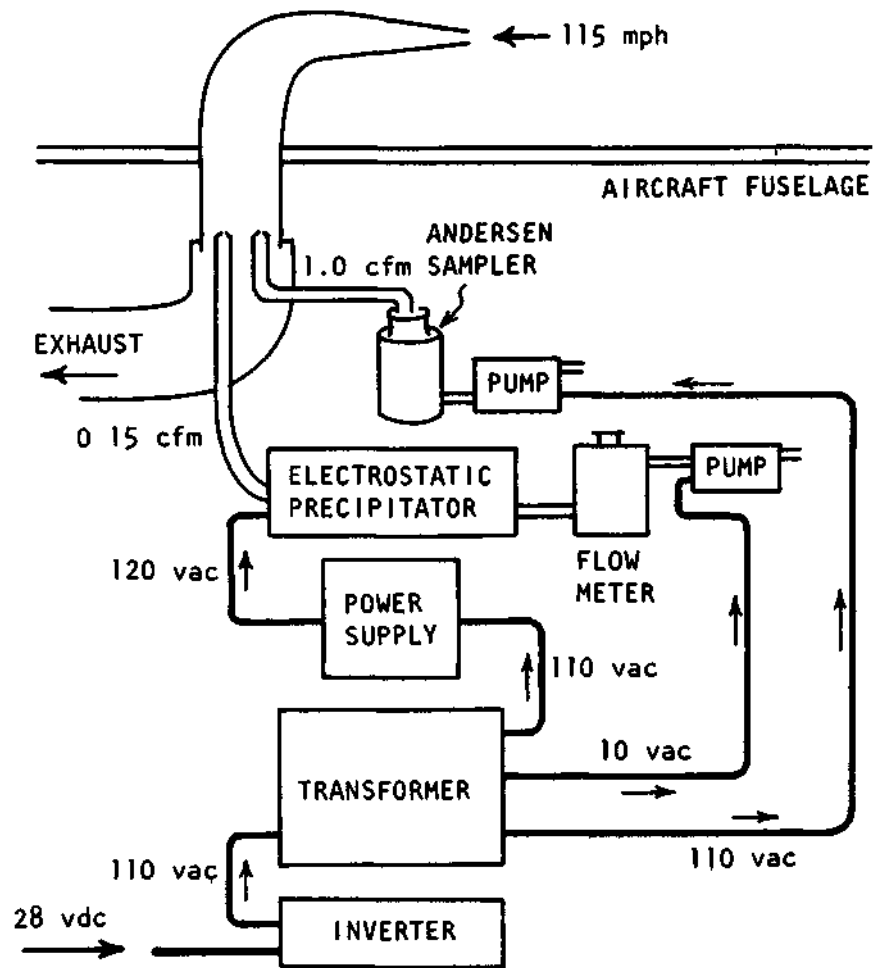 115 mph
AIRCRAFT FUSELAGE
ANDERSEN
1.0 cfm SAMPLER
EXHAUST
PUMP
0 15 cfm
ELECTROSTATIC
PRECIPITATOR
PUMP
FLOW
METER
120 vac
POWER
SUPPLY
110 vac
TRANSFORMER
10 vac
110 vac
110 vac
28 vdc
INVERTER